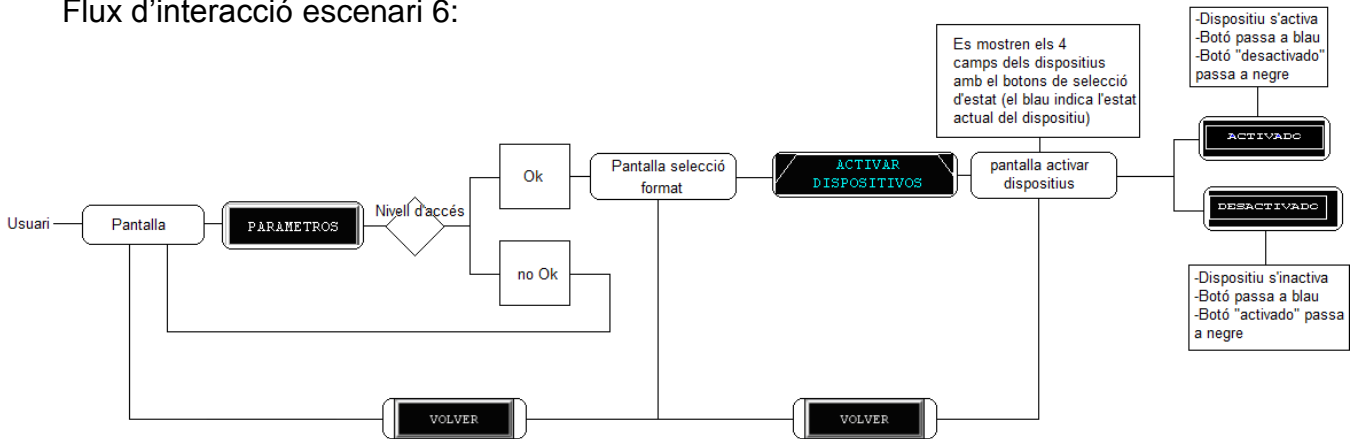 Flux d'interacció escenari 6:
-Dispositiu s'activa
-Botó passa a blau
-Botó "desactivado"
passa a negre
Es mostren els 4
camps dels dispositius
amb el botons de selecció
d'estat (el blau indica l'estat
actual del dispositiu)
ACTIVADO
Ok
Pantalla selecció
format
ACTIVAR
DISPOSITIVOS
pantalla activar
dispositius
Usuari
Pantalla
PARAMETROS
Nivell d'accés
DESACTIVADO
no Ok
-Dispositiu s'inactiva
-Botó passa a blau
-Botó "activado" passa
a negre
VOLVER
VOLVER